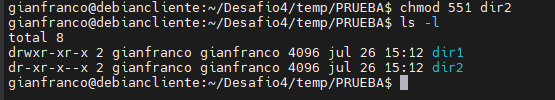 gianfranco@debiancliente:~/Desafio4/temp/PRUEBA$ chmod 551 dir2
gianfranco@debiancliente:~/Desafio4/temp/PRUEBA$ ls -l
total 8
drwxr-xr-x 2 gianfranco gianfranco 4096 jul 26 15:12 dir1
dr-xr-x--x 2 gianfranco gianfranco 4096 jul 26 15:12 dir2
gianfranco@debiancliente:~/Desafio4/temp/PRUEBA$